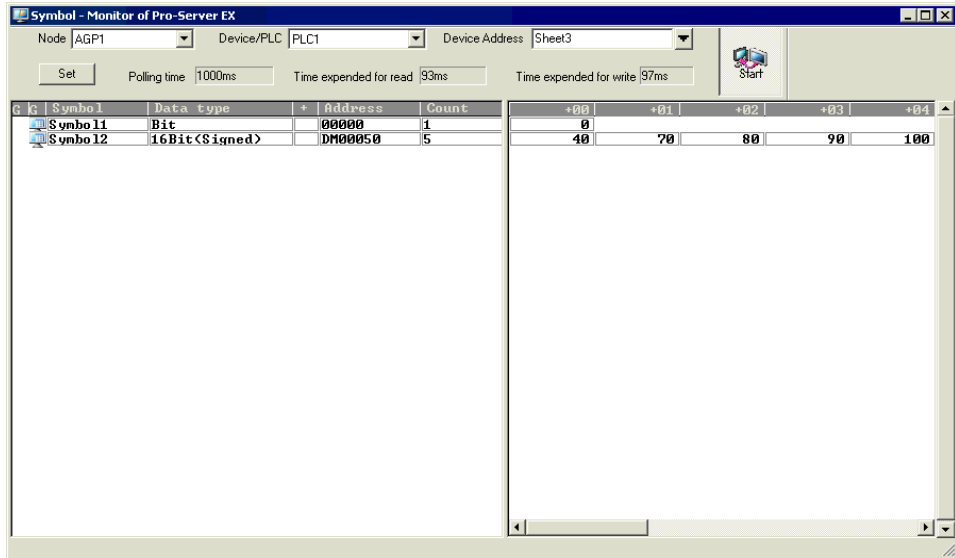 Symbol - Monitor of Pro-Server EX
Node AGP1 Device/PLC PLC1 Device Address Sheet3
Set Polling time 1000ms Time expended for read 93ms Time expended for write 97ms Start
G G Symbol Data type + Address Count +00 +01 +02 +03 +04
Symbol1 Bit 00000 1 0
Symbol2 16Bit(Signed) DM00050 5 40 70 80 90 100